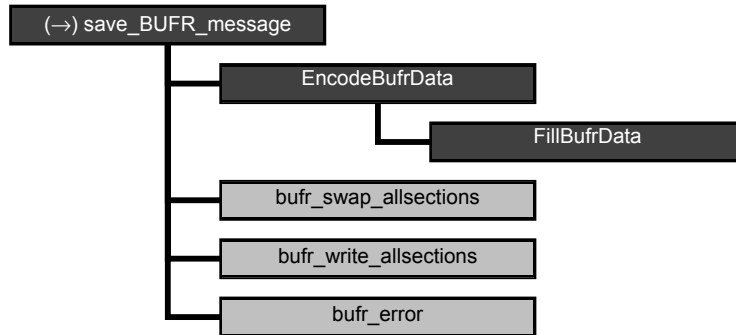 (→) save_BUFR_message
EncodeBufrData
FillBufrData
bufr_swap_allsections
bufr_write_allsections
bufr_error